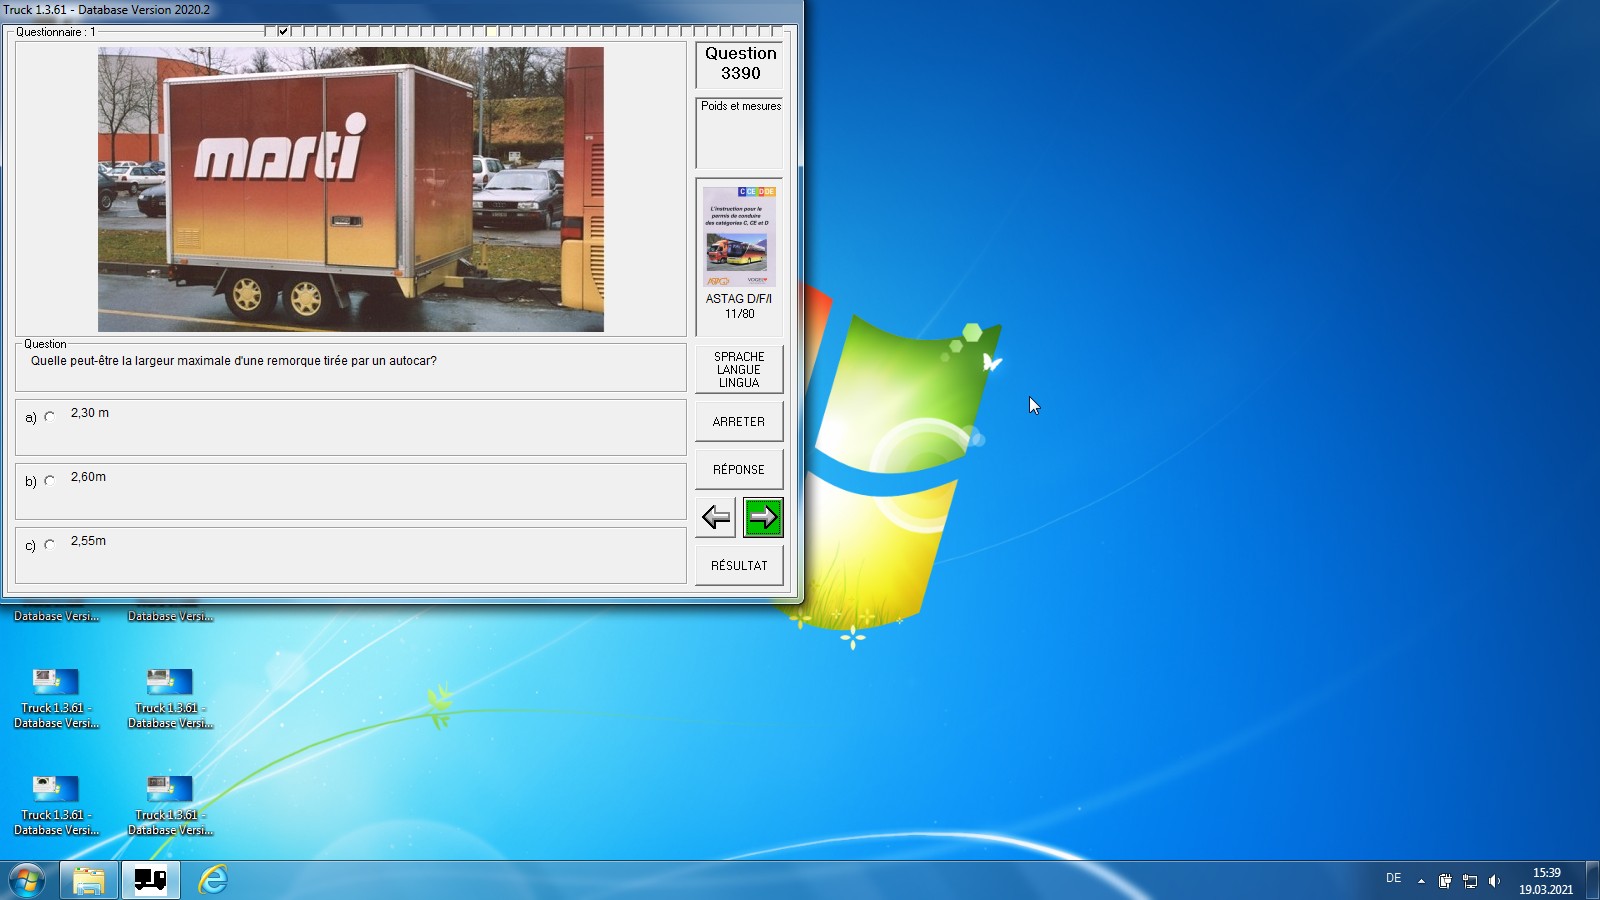 Truck 1.3.61 - Database Version 2020.2
Questionnaire : 1
marti
Question
3390
Poids et mesures
C CE D DE
L'instruction pour le
permis de conduire
des catégories C, CE et D
ASTAG D/F/I
11/80
Question
Quelle peut-être la largeur maximale d'une remorque tirée par un autocar?
a) 2,30 m
b) 2,60m
c) 2,55m
SPRACHE
LANGUE
LINGUA
ARRETER
RÉPONSE
RÉSULTAT
Database Versi...
Database Versi...
Truck 1.3.61 -
Database Versi...
Truck 1.3.61 -
Database Versi...
Truck 1.3.61 -
Database Versi...
Truck 1.3.61 -
Database Versi...
DE
15:39
19.03.2021